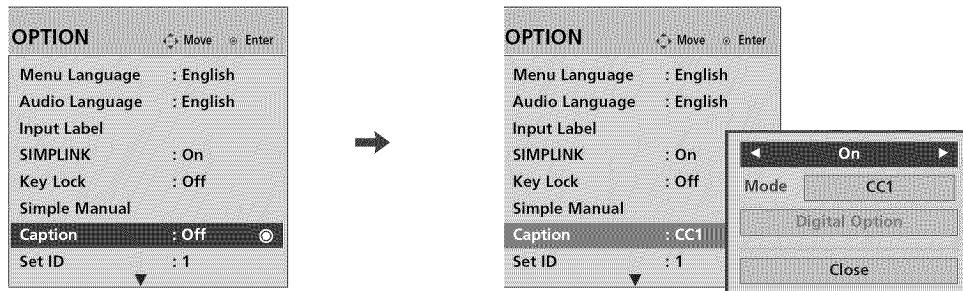 OPTION Move Enter
Menu Language : English
Audio Language : English
Input Label
SIMPLINK : On
Key Lock : Off
Simple Manual
Caption : Off
Set ID : 1
OPTION Move Enter
Menu Language : English
Audio Language : English
Input Label
SIMPLINK : On
Key Lock : Off
Simple Manual
Caption : CC1
Set ID : 1
On
Mode CC1
Digital Option
Close